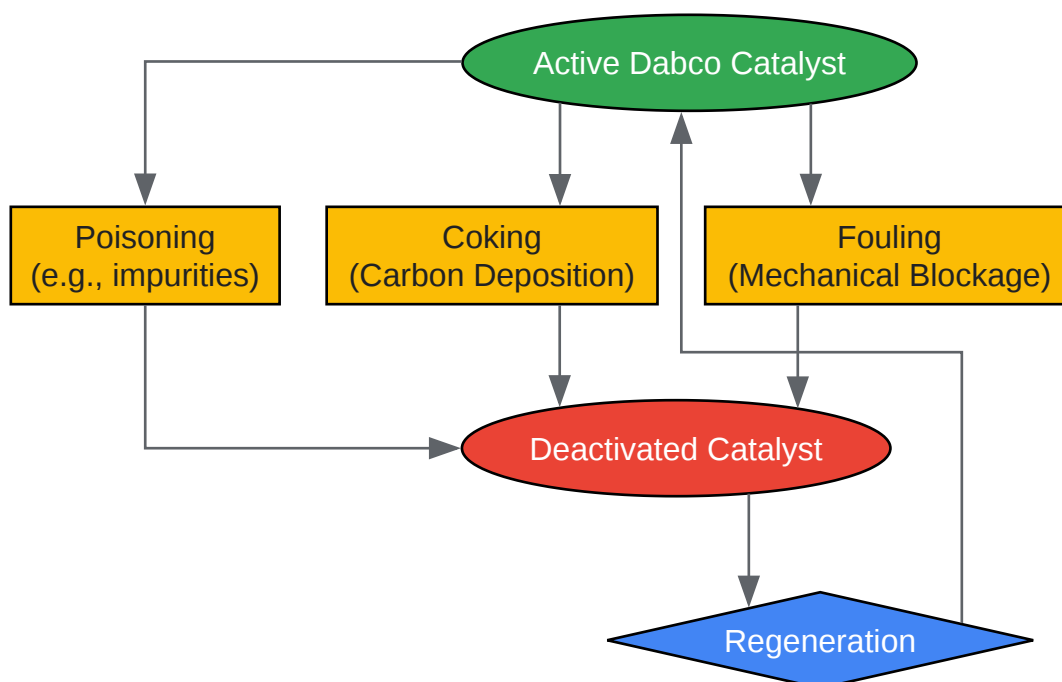 Active Dabco Catalyst
Poisoning
(e.g., impurities)
Coking
(Carbon Deposition)
Fouling
(Mechanical Blockage)
Deactivated Catalyst
Regeneration